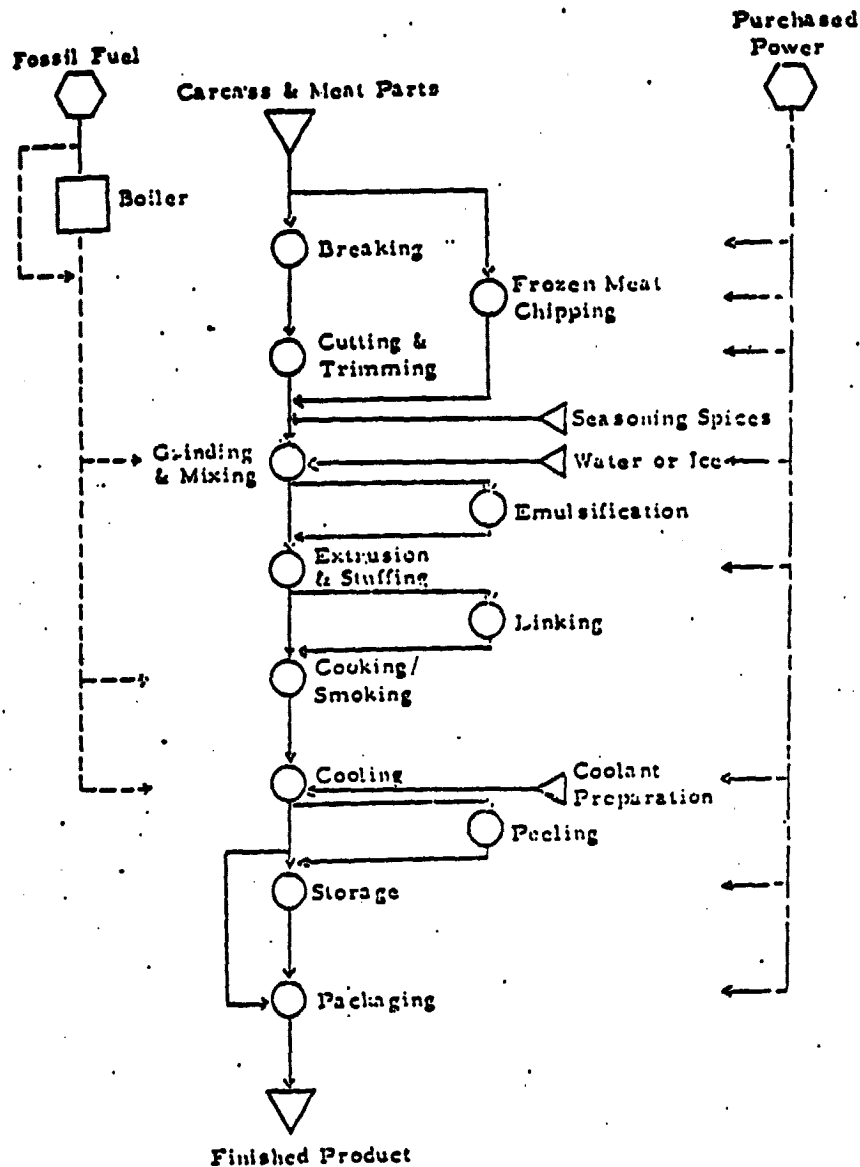 Purchased
Power
Fossil Fuel
Carcass & Meat Parts
Boiler
Breaking
Frozen Meat
Chipping
Cutting &
Trimming
Seasoning Spices
Grinding
& Mixing
Water or Ice
Emulsification
Extrusion
& Stuffing
Linking
Cooking/
Smoking
Cooling
Coolant
Preparation
Peeling
Storage
Packaging
Finished Product